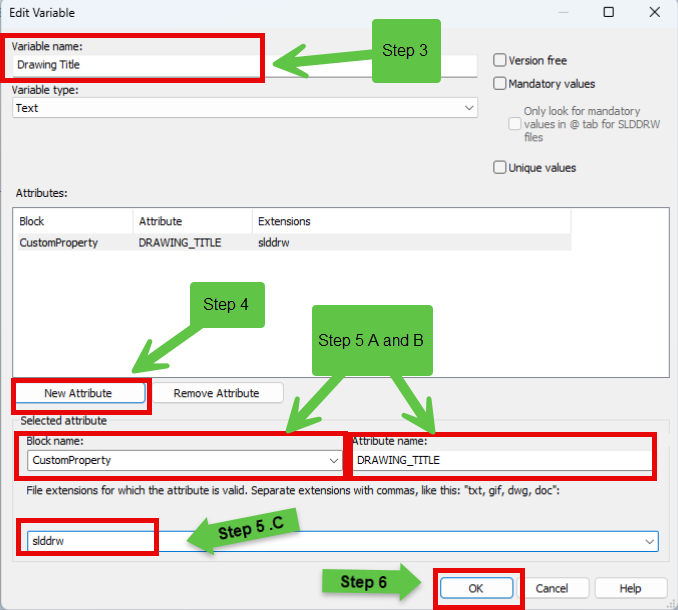 Edit Variable
Variable name:
Drawing Title
Step 3
Version free
Variable type:
Text
Mandatory values
Only look for mandatory
values in @ tab for SLDDRW
files
Unique values
Attributes:
Block Attribute Extensions
CustomProperty DRAWING_TITLE slddrw
Step 4
Step 5 A and B
New Attribute Remove Attribute
Selected attribute
Block name: Attribute name:
CustomProperty DRAWING_TITLE
File extensions for which the attribute is valid. Separate extensions with commas, like this: "txt, gif, dwg, doc":
slddrw
Step 5 .C
Step 6
OK Cancel Help